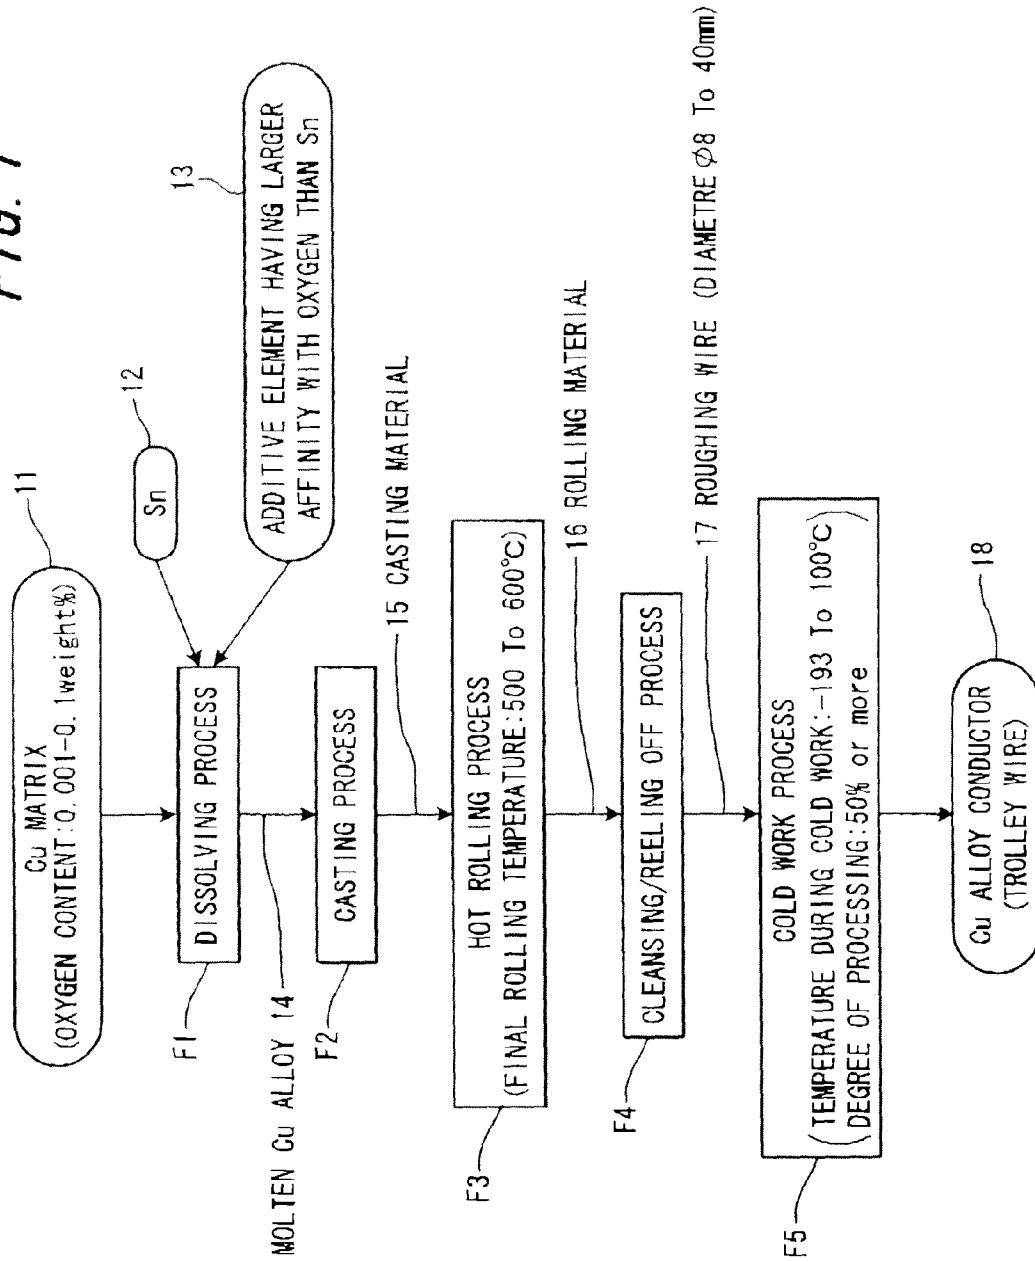 FIG. 1
Cu MATRIX
(OXYGEN CONTENT:0.001-0.1weight%)
11
Sn
12
ADDITIVE ELEMENT HAVING LARGER
AFFINITY WITH OXYGEN THAN Sn
13
F1
DISSOLVING PROCESS
MOLTEN Cu ALLOY 14
F2
CASTING PROCESS
15 CASTING MATERIAL
F3
HOT ROLLING PROCESS
(FINAL ROLLING TEMPERATURE:500 To 600°C)
16 ROLLING MATERIAL
F4
CLEANSING/REELING OFF PROCESS
17 ROUGHING WIRE (DIAMETRE φ8 To 40mm)
F5
COLD WORK PROCESS
(TEMPERATURE DURING COLD WORK:-193 To 100°C
DEGREE OF PROCESSING:50% or more)
Cu ALLOY CONDUCTOR
(TROLLEY WIRE)
18